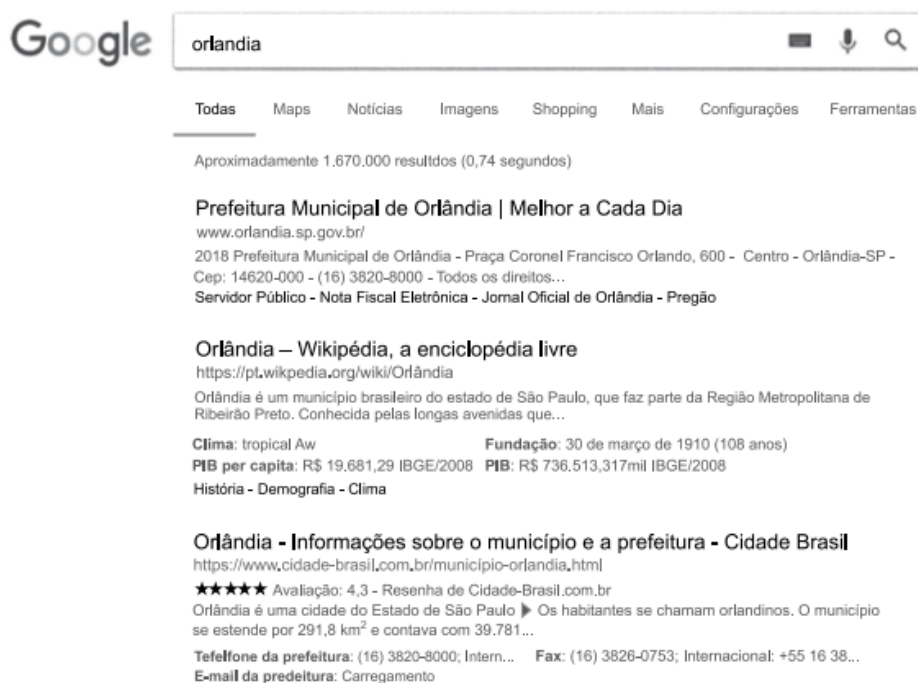 Google
orlandia
Todas Maps Notícias Imagens Shopping Mais Configurações Ferramentas
Aproximadamente 1.670.000 resultdos (0,74 segundos)
Prefeitura Municipal de Orlândia | Melhor a Cada Dia
www.orlandia.sp.gov.br/
2018 Prefeitura Municipal de Orlândia - Praça Coronel Francisco Orlando, 600 - Centro - Orlândia-SP -
Cep: 14620-000 - (16) 3820-8000 - Todos os direitos...
Servidor Público - Nota Fiscal Eletrônica - Jornal Oficial de Orlândia - Pregão
Orlândia – Wikipédia, a enciclopédia livre
https://pt.wikpedia.org/wiki/Orlândia
Orlândia é um município brasileiro do estado de São Paulo, que faz parte da Região Metropolitana de
Ribeirão Preto. Conhecida pelas longas avenidas que...
Clima: tropical Aw Fundação: 30 de março de 1910 (108 anos)
PIB per capita: R$ 19.681,29 IBGE/2008 PIB: R$ 736.513,317mil IBGE/2008
História - Demografia - Clima
Orlândia - Informações sobre o município e a prefeitura - Cidade Brasil
https://www.cidade-brasil.com.br/município-orlandia.html
★★★★★ Avaliação: 4,3 - Resenha de Cidade-Brasil.com.br
Orlândia é uma cidade do Estado de São Paulo ▶ Os habitantes se chamam orlandinos. O município
se estende por 291,8 km² e contava com 39.781...
Tefelfone da prefeitura: (16) 3820-8000; Intern... Fax: (16) 3826-0753; Internacional: +55 16 38...
E-mail da predeitura: Carregamento